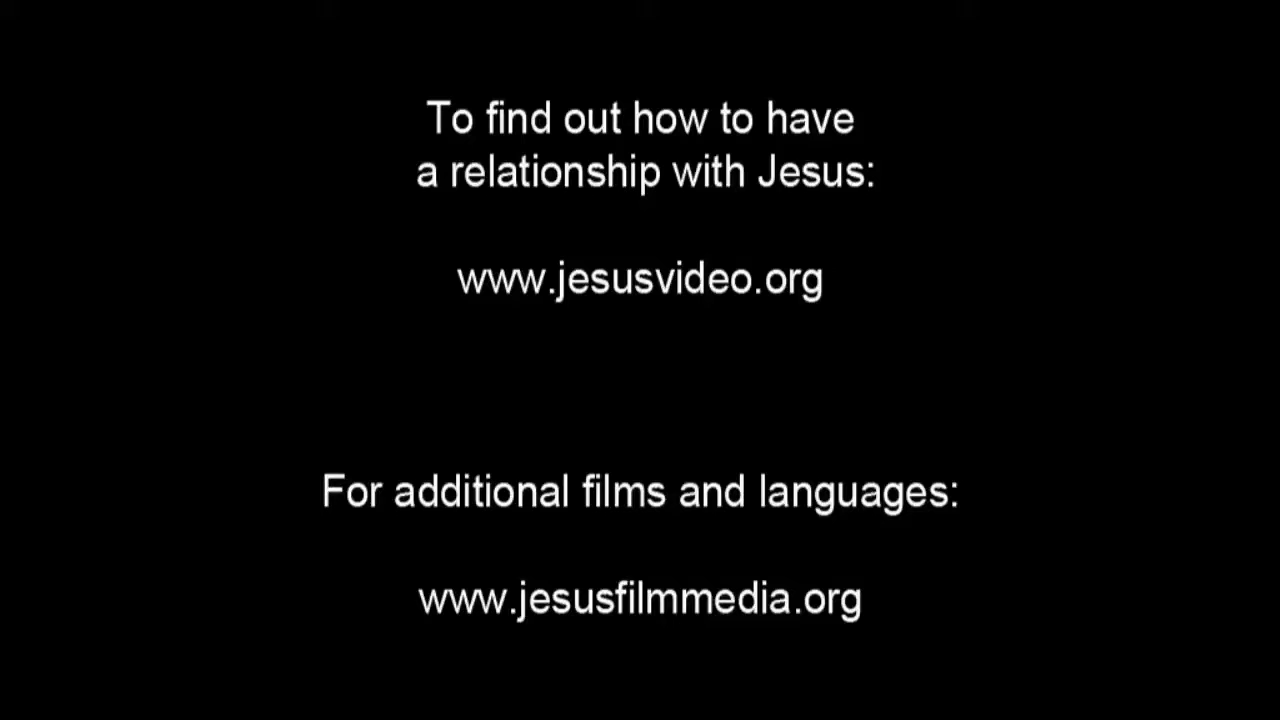 To find out how to have
a relationship with Jesus:
www.jesusvideo.org
For additional films and languages:
www.jesusfilmmedia.org